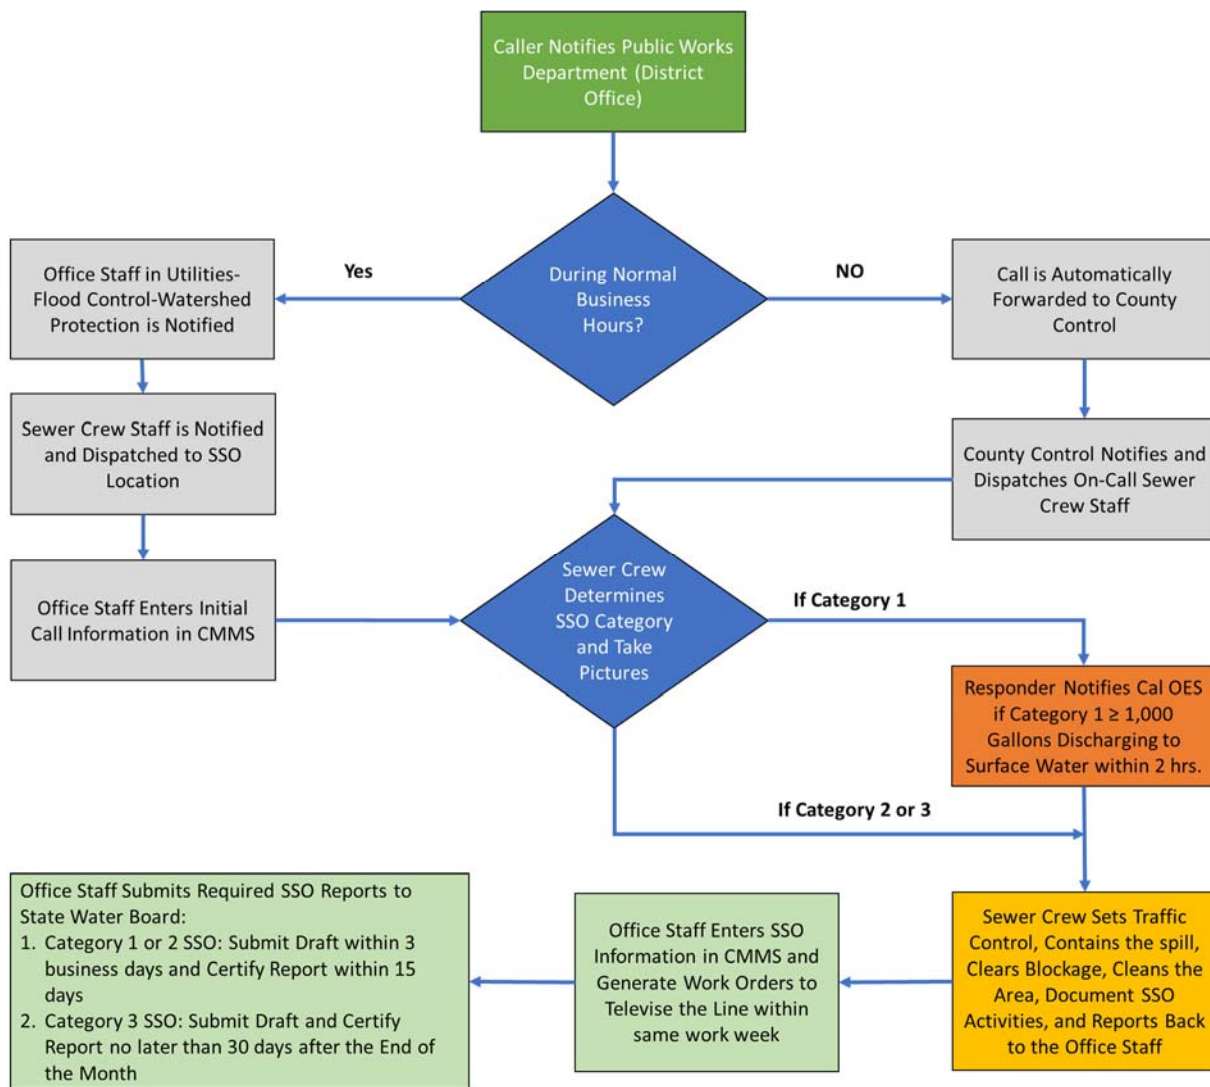 Caller Notifies Public Works
Department (District
Office)
During Normal
Business
Hours?
Yes
NO
Office Staff in Utilities-
Flood Control-Watershed
Protection is Notified
Call is Automatically
Forwarded to County
Control
Sewer Crew Staff is Notified
and Dispatched to SSO
Location
County Control Notifies and
Dispatches On-Call Sewer
Crew Staff
Office Staff Enters Initial
Call Information in CMMS
Sewer Crew
Determines
SSO Category
and Take
Pictures
If Category 1
Responder Notifies Cal OES
if Category 1 ≥ 1,000
Gallons Discharging to
Surface Water within 2 hrs.
If Category 2 or 3
Sewer Crew Sets Traffic
Control, Contains the spill,
Clears Blockage, Cleans the
Area, Document SSO
Activities, and Reports Back
to the Office Staff
Office Staff Enters SSO
Information in CMMS and
Generate Work Orders to
Televise the Line within
same work week
Office Staff Submits Required SSO Reports to
State Water Board:
1. Category 1 or 2 SSO: Submit Draft within 3
business days and Certify Report within 15
days
2. Category 3 SSO: Submit Draft and Certify
Report no later than 30 days after the End of
the Month